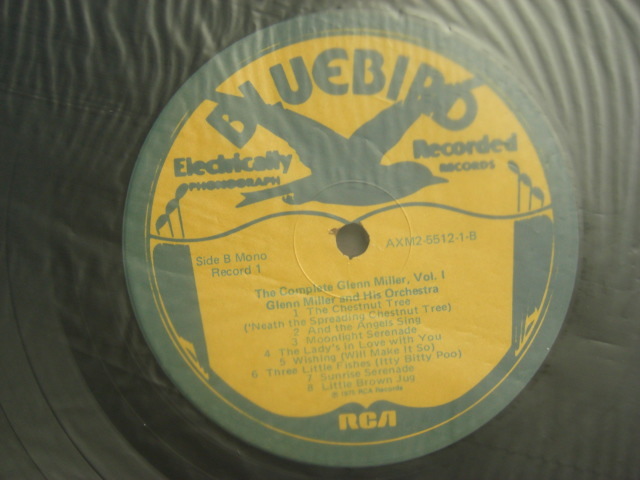 BLUEBIRD
Electrically Recorded
PHONOGRAPH RECORDS
Side B Mono AXM2-5512-1-B
Record 1
The Complete Glenn Miller, Vol. I
Glenn Miller and His Orchestra
1 The Chestnut Tree
('Neath the Spreading Chestnut Tree)
2 And the Angels Sing
3 Moonlight Serenade
4 The Lady's in Love with You
5 Wishing (Will Make It So)
6 Three Little Fishes (Itty Bitty Poo)
7 Sunrise Serenade
8 Little Brown Jug
℗ 1975 RCA Records
RCA